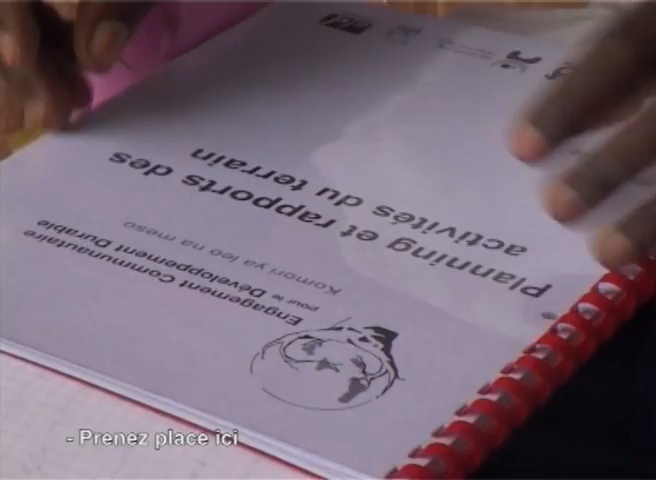 Engagement Communautaire
pour le Développement Durable
Komori ya leo na meso
Planning et rapports des
activités du terrain
- Prenez place ici